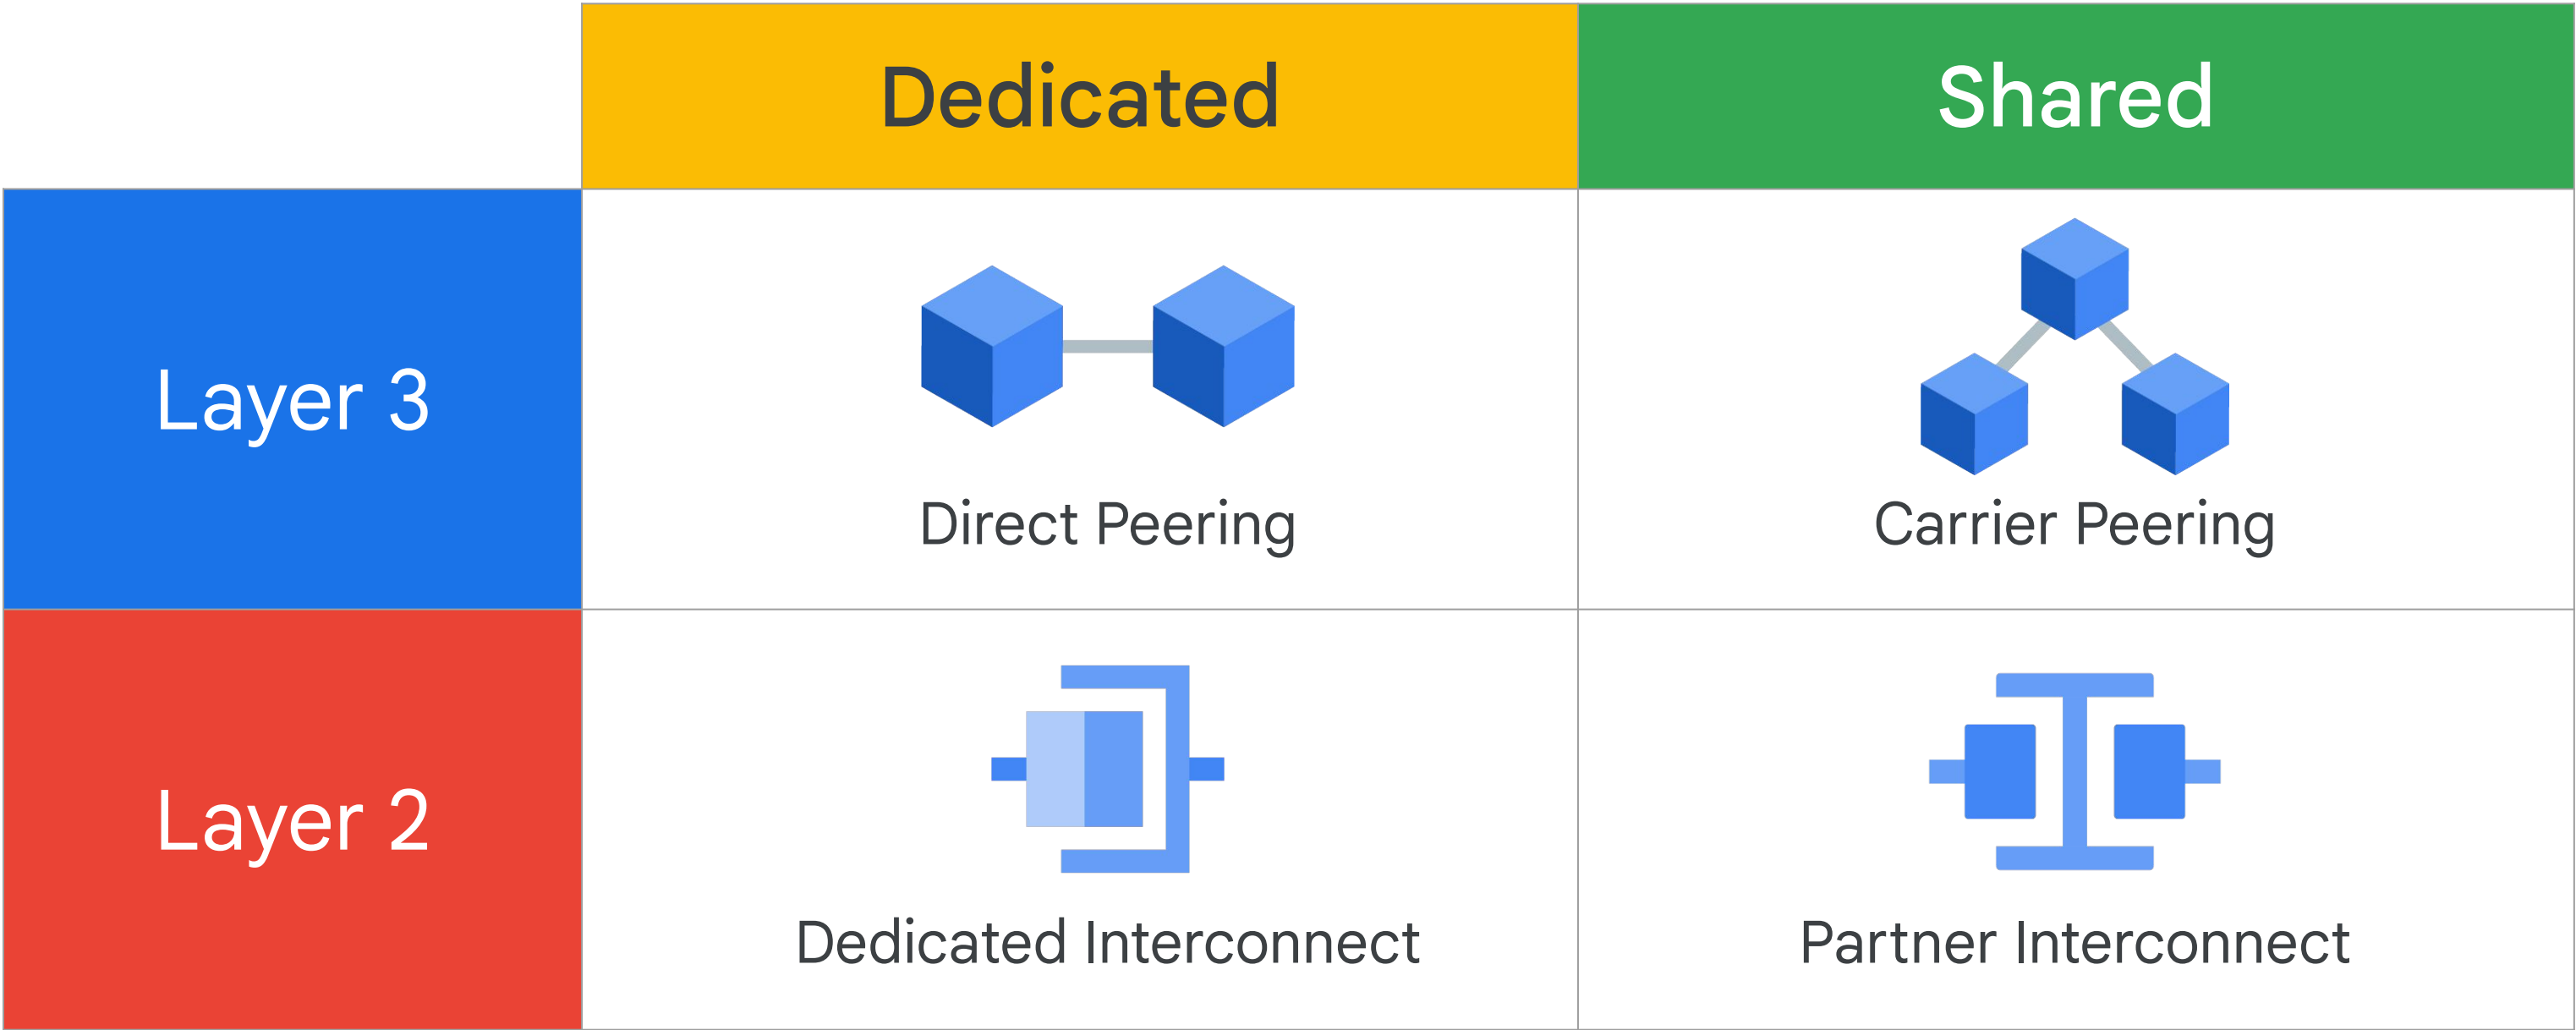 Dedicated
Shared
Layer 3
Direct Peering
Carrier Peering
Layer 2
Dedicated Interconnect
Partner Interconnect